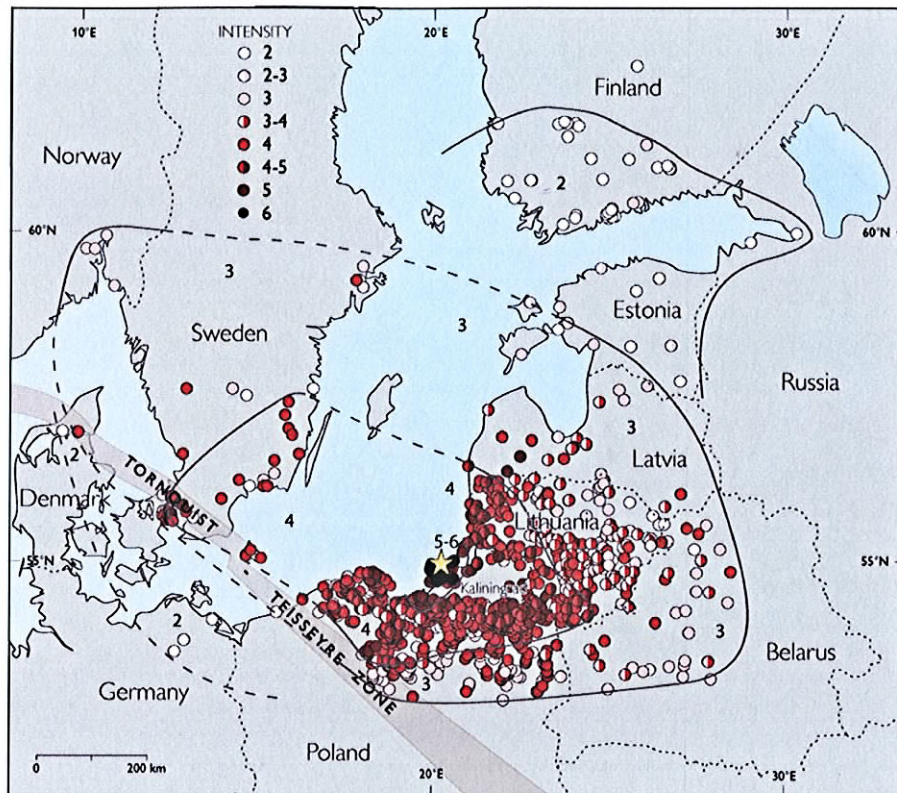 10°E
20°E
30°E
INTENSITY
2
2-3
3
3-4
4
4-5
5
6
Finland
Norway
2
60°N
60°N
3
Sweden
3
Estonia
Russia
3
Latvia
2
TORNQUIST
Denmark
4
4
Lithuania
5-6
55°N
55°N
Kaliningrad
2
TEISSEYRE
4
3
Belarus
3
2
ZONE
Germany
Poland
0
200 km
20°E
30°E